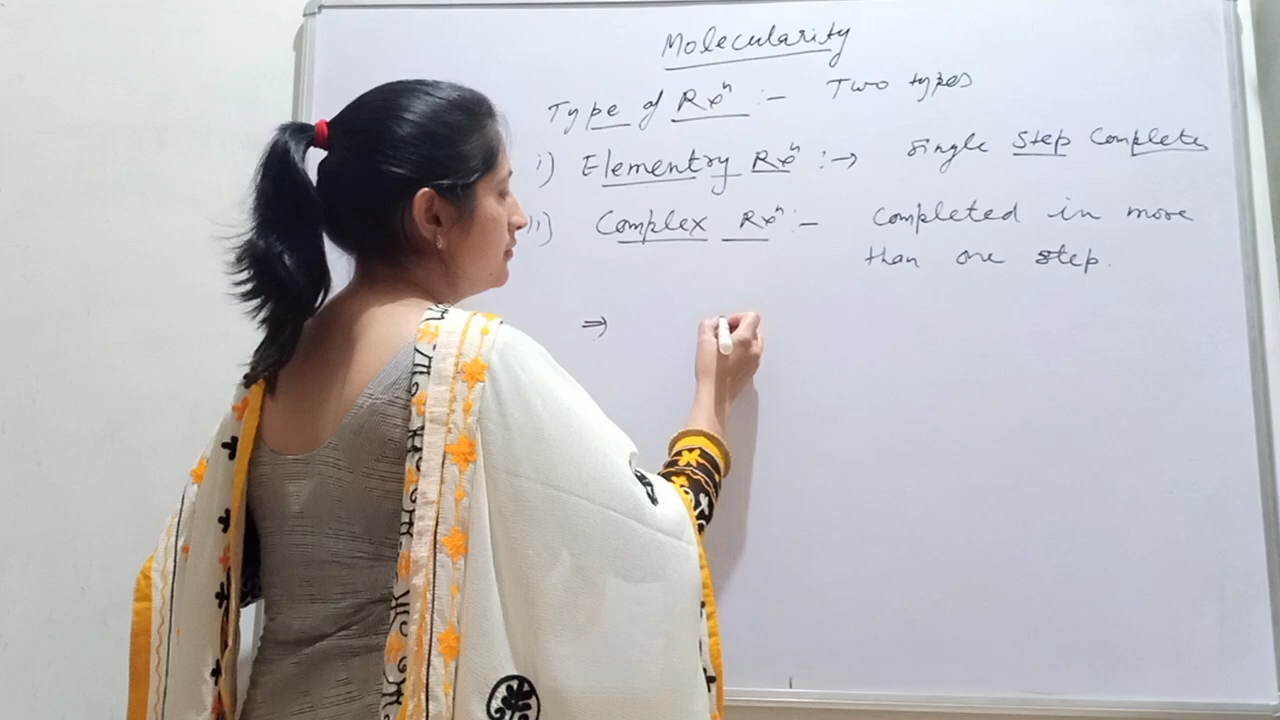 Molecularity
Type of Rxⁿ :- Two types
i) Elementry Rxⁿ :→ Single Step Complete
ii) Complex Rxⁿ :- Completed in more
than one step.
⇒